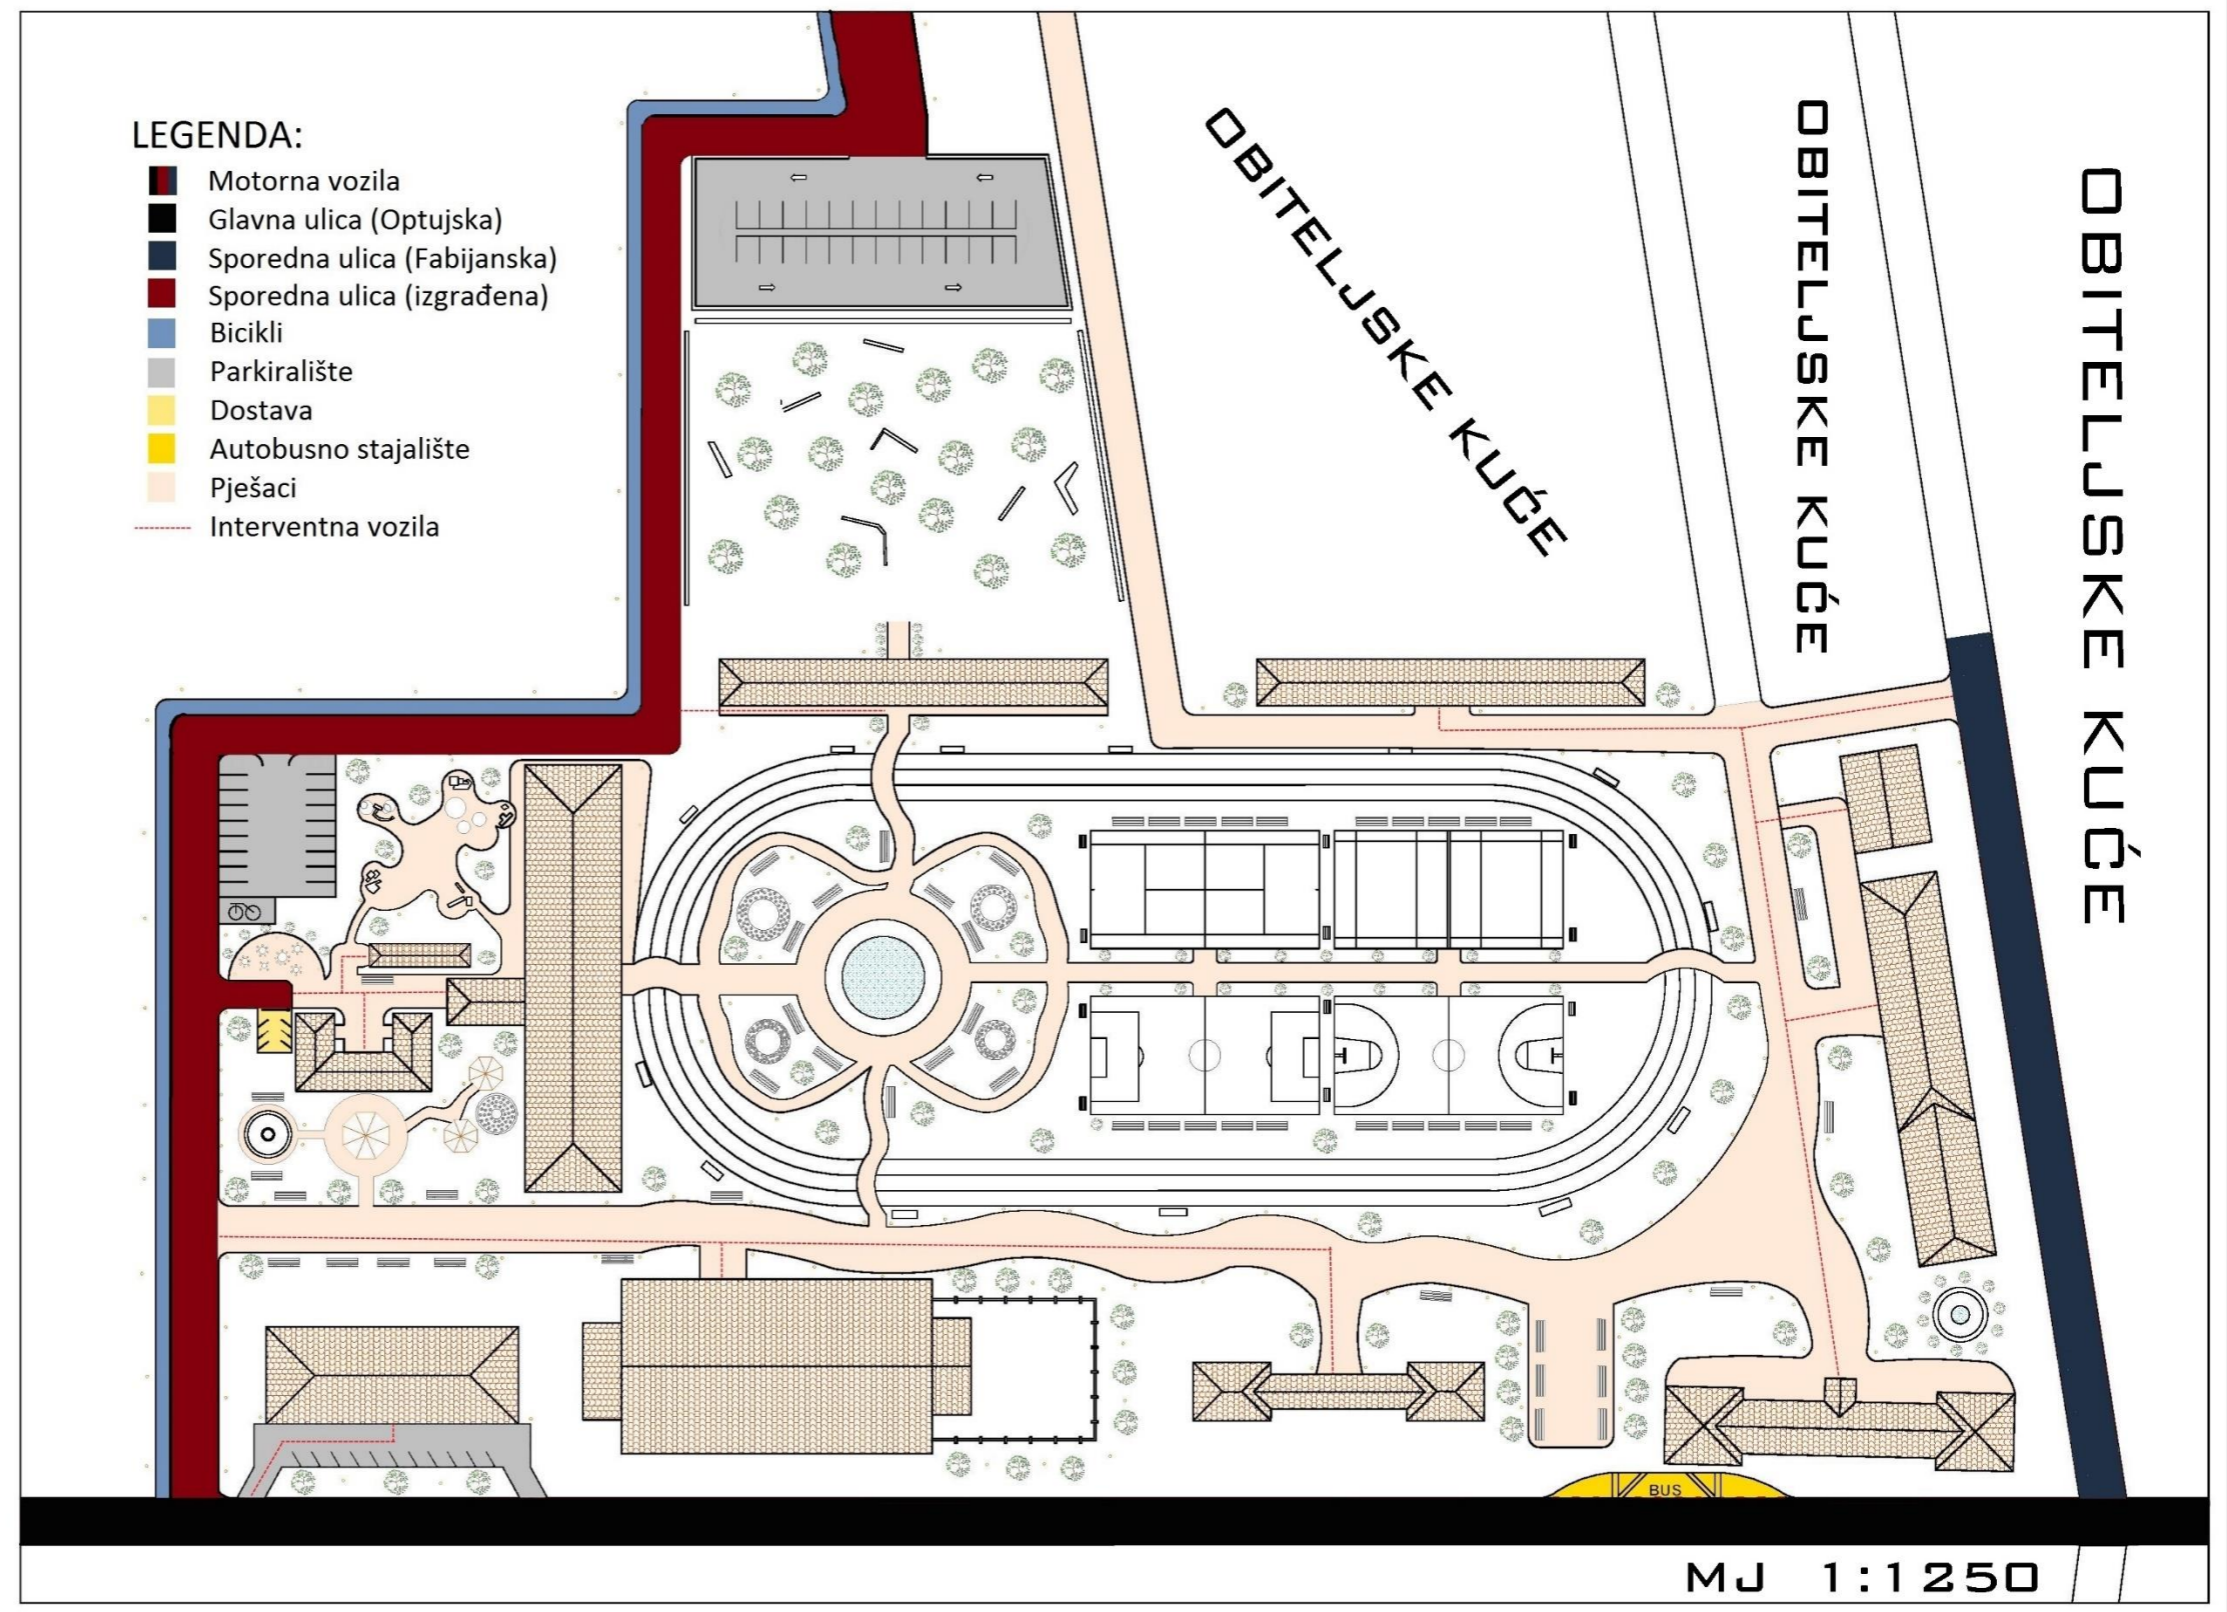 LEGENDA:
Motorna vozila
Glavna ulica (Optujska)
Sporedna ulica (Fabijanska)
Sporedna ulica (izgrađena)
Bicikli
Parkiralište
Dostava
Autobusno stajalište
Pješaci
Interventna vozila
OBITELJSKE KUĆE
OBITELJSKE KUĆE
OBITELJSKE KUĆE
BUS
MJ 1:1250